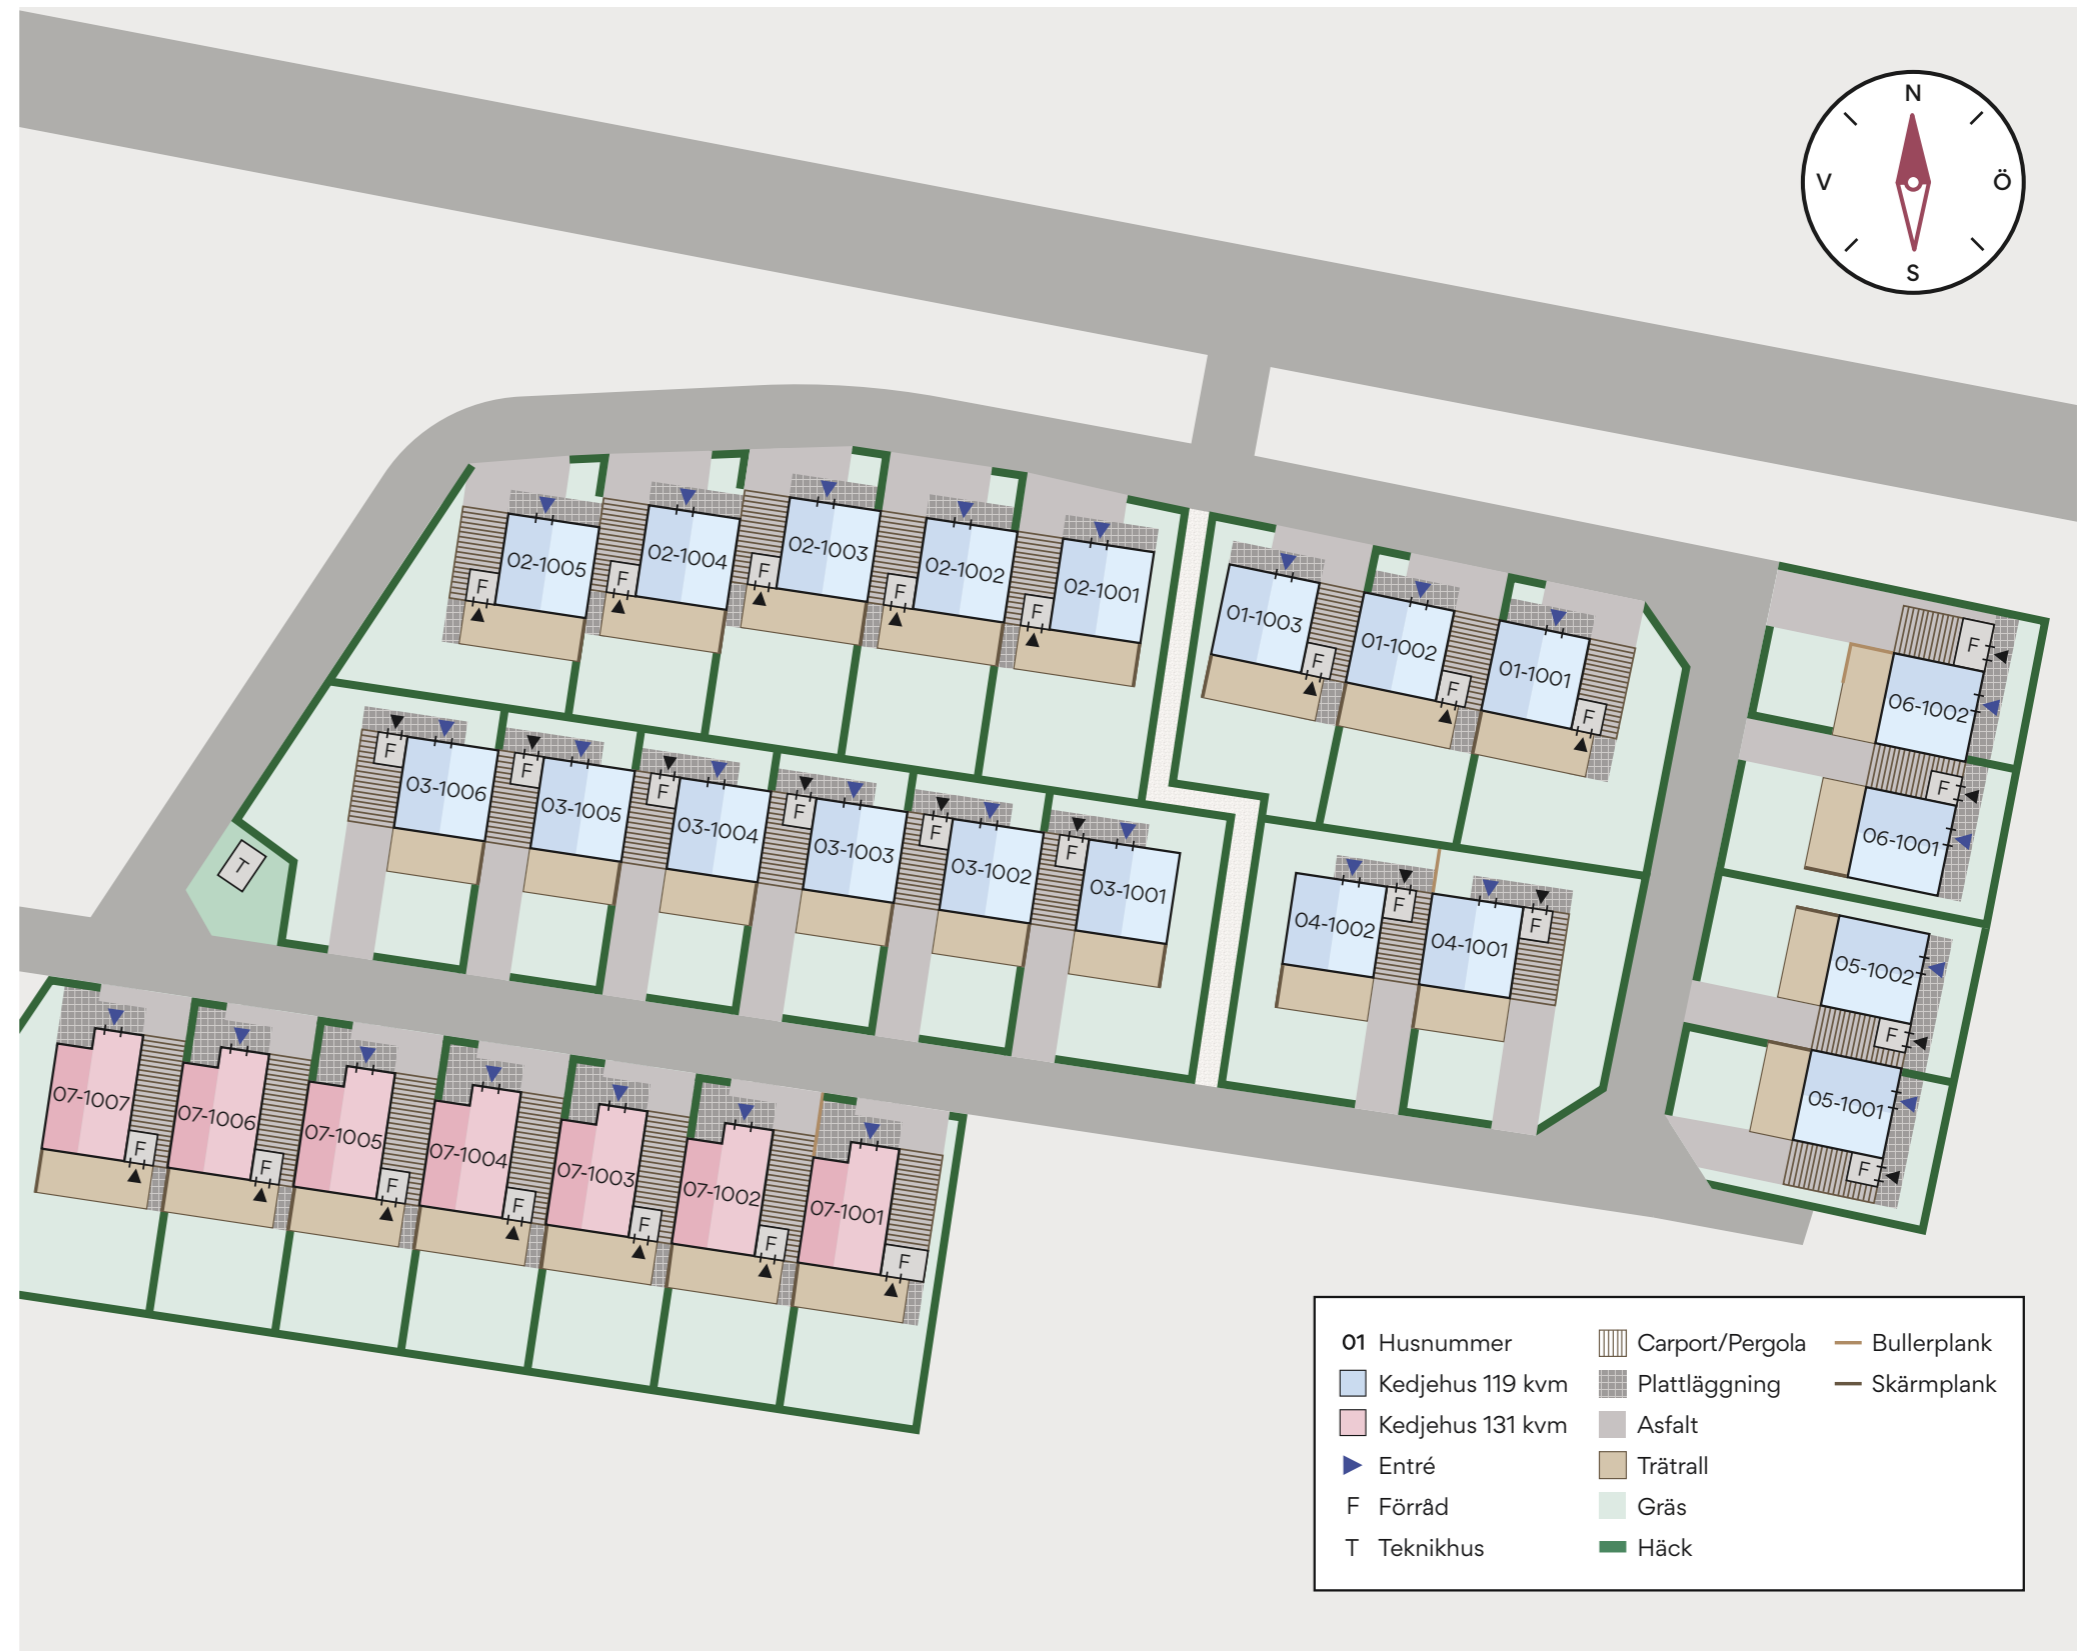 N
V
Ö
S
02-1005
02-1004
02-1003
02-1002
02-1001
F
F
F
F
F
01-1003
01-1002
01-1001
F
F
F
06-1002
F
06-1001
F
03-1006
03-1005
03-1004
03-1003
03-1002
03-1001
F
F
F
F
F
F
T
04-1002
04-1001
F
F
05-1002
F
05-1001
F
07-1007
07-1006
07-1005
07-1004
07-1003
07-1002
07-1001
F
F
F
F
F
F
F
01 Husnummer
Kedjehus 119 kvm
Kedjehus 131 kvm
Entré
F Förråd
T Teknikhus
Carport/Pergola
Plattläggning
Asfalt
Trätrall
Gräs
Häck
Bullerplank
Skärmplank